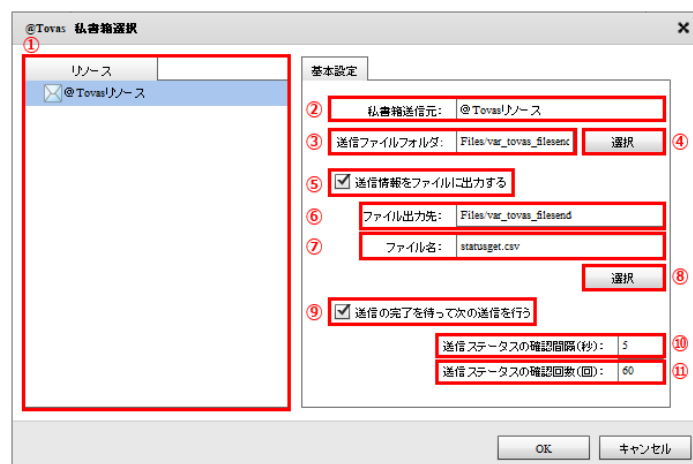 @Tovas 私書箱選択
①
リソース
@Tovasリソース
基本設定
② 私書箱送信元： @Tovasリソース
③ 送信ファイルフォルダ： Files/var_tovas_filesenc 選択 ④
⑤ 送信情報をファイルに出力する
⑥ ファイル出力先： Files/var_tovas_filesend
⑦ ファイル名： statusget.csv
選択 ⑧
⑨ 送信の完了を待って次の送信を行う
送信ステータスの確認間隔(秒)： 5 ⑩
送信ステータスの確認回数(回)： 60 ⑪
OK キャンセル